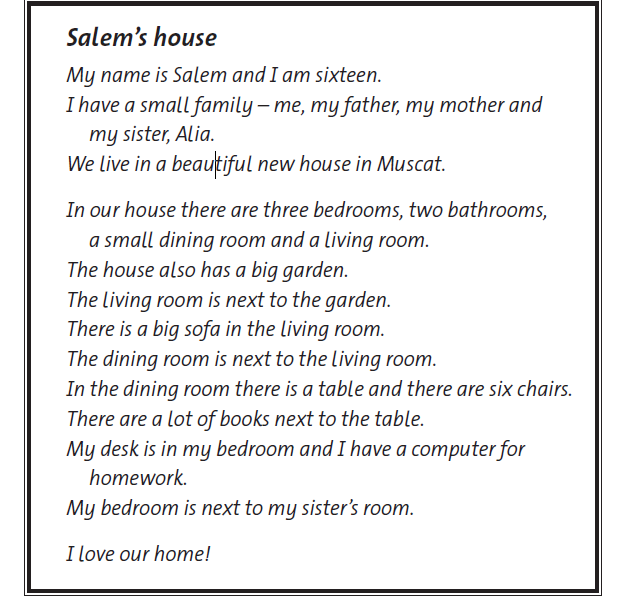 Salem’s house
My name is Salem and I am sixteen.
I have a small family – me, my father, my mother and
my sister, Alia.
We live in a beautiful new house in Muscat.
In our house there are three bedrooms, two bathrooms,
a small dining room and a living room.
The house also has a big garden.
The living room is next to the garden.
There is a big sofa in the living room.
The dining room is next to the living room.
In the dining room there is a table and there are six chairs.
There are a lot of books next to the table.
My desk is in my bedroom and I have a computer for
homework.
My bedroom is next to my sister’s room.
I love our home!